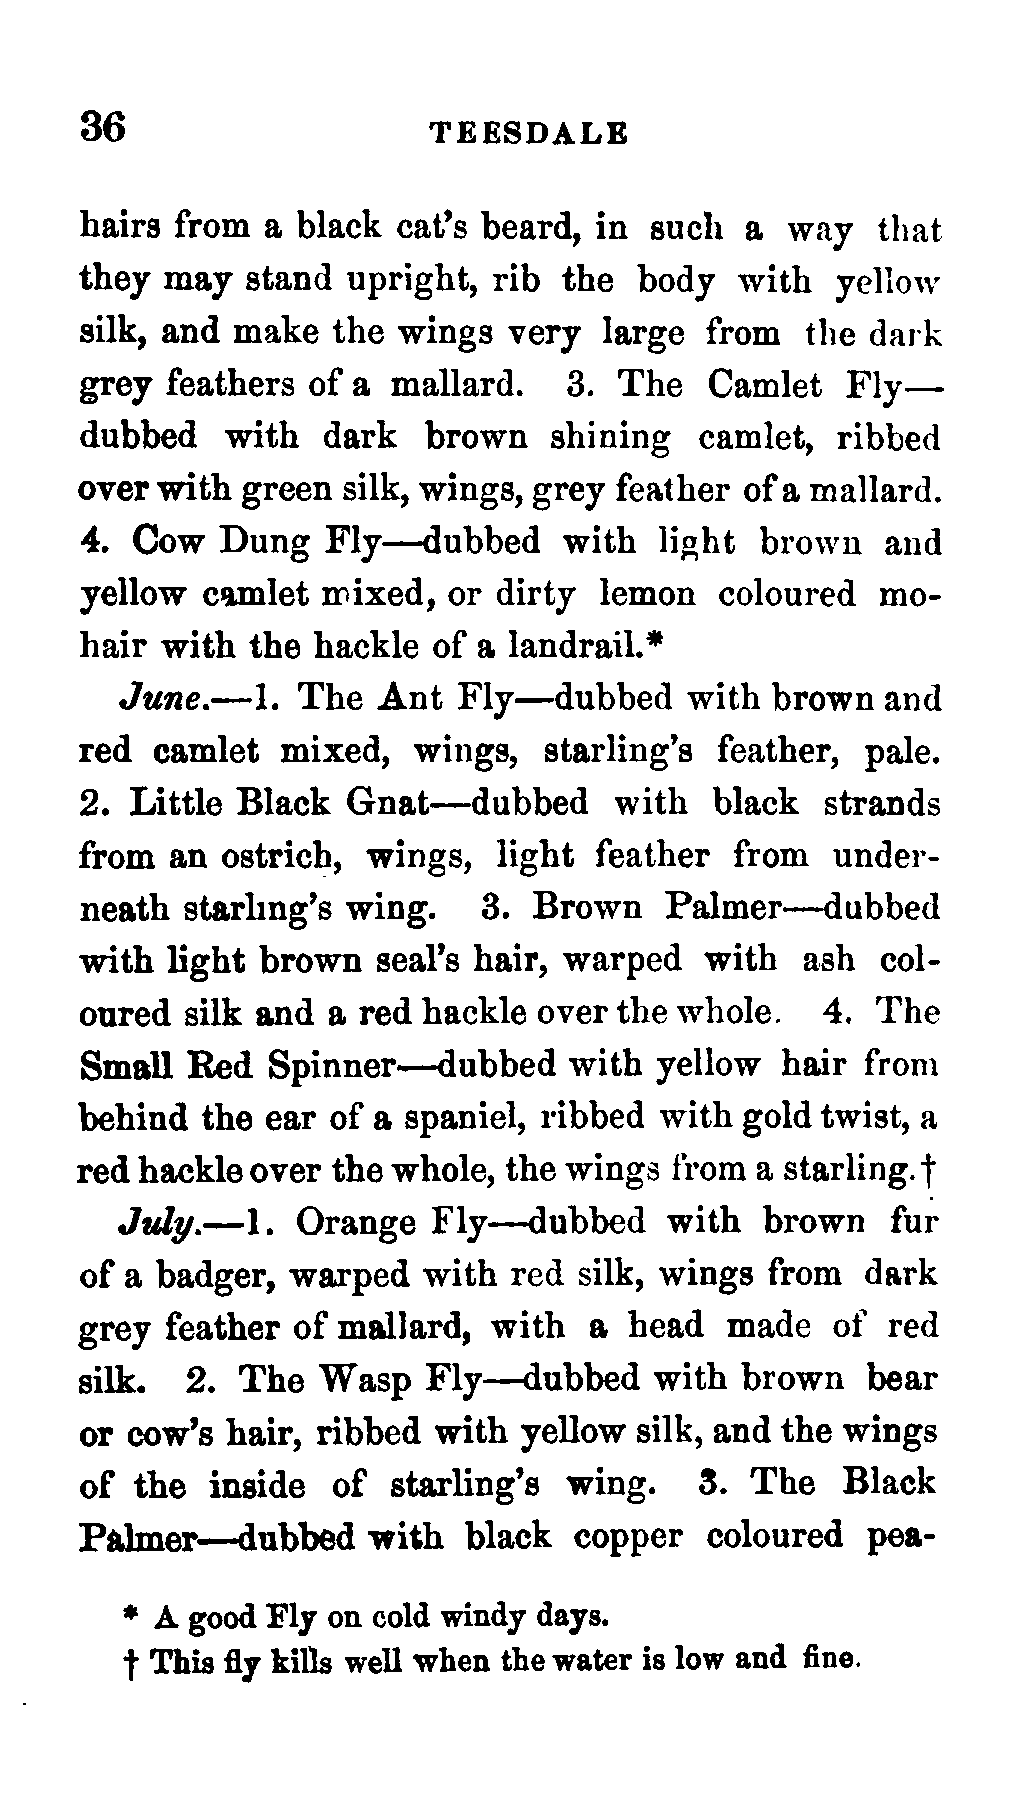 36 TEESDALE
hairs from a black cat's beard, in such a way that
they may stand upright, rib the body with yellow
silk, and make the wings very large from the dark
grey feathers of a mallard. 3. The Camlet Fly—
dubbed with dark brown shining camlet, ribbed
over with green silk, wings, grey feather of a mallard.
4. Cow Dung Fly—dubbed with light brown and
yellow camlet mixed, or dirty lemon coloured mo-
hair with the hackle of a landrail.*
June.—1. The Ant Fly—dubbed with brown and
red camlet mixed, wings, starling's feather, pale.
2. Little Black Gnat—dubbed with black strands
from an ostrich, wings, light feather from under-
neath starling's wing. 3. Brown Palmer—dubbed
with light brown seal's hair, warped with ash col-
oured silk and a red hackle over the whole. 4. The
Small Red Spinner—dubbed with yellow hair from
behind the ear of a spaniel, ribbed with gold twist, a
red hackle over the whole, the wings from a starling.†
July.—1. Orange Fly—dubbed with brown fur
of a badger, warped with red silk, wings from dark
grey feather of mallard, with a head made of red
silk. 2. The Wasp Fly—dubbed with brown bear
or cow's hair, ribbed with yellow silk, and the wings
of the inside of starling's wing. 3. The Black
Palmer—dubbed with black copper coloured pea-
* A good Fly on cold windy days.
† This fly kills well when the water is low and fine.